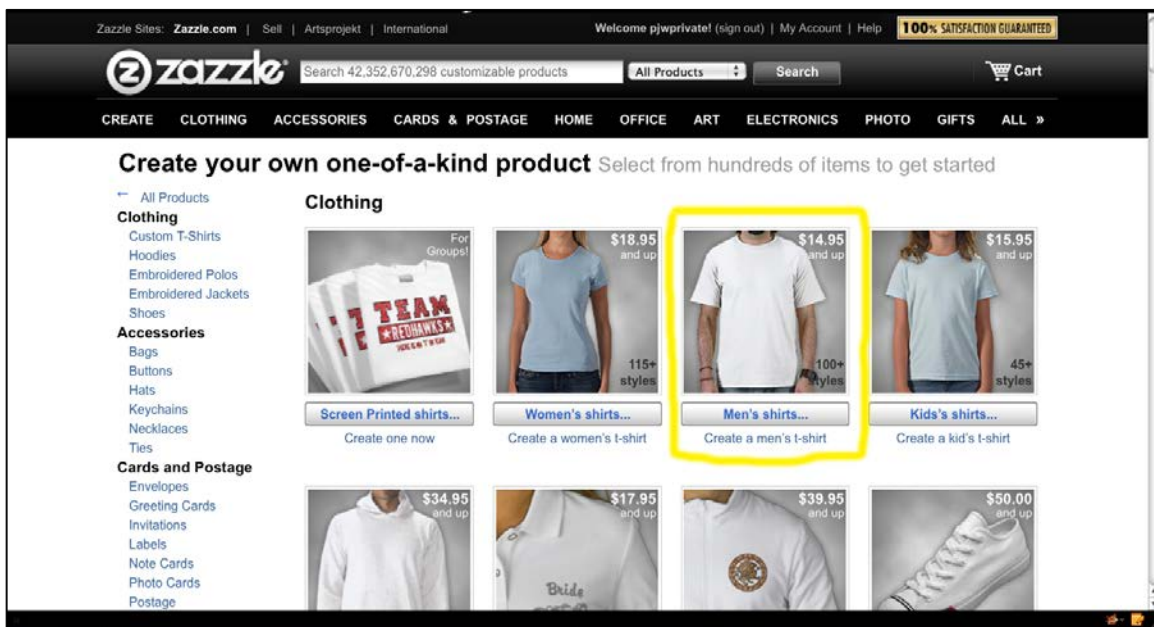 Zazzle Sites: Zazzle.com | Sell | Artsprojekt | International
Welcome pjwprivate! (sign out) | My Account | Help
100% SATISFACTION GUARANTEED
zazzle
Search 42,352,670,298 customizable products
All Products
Search
Cart
CREATE CLOTHING ACCESSORIES CARDS & POSTAGE HOME OFFICE ART ELECTRONICS PHOTO GIFTS ALL »
Create your own one-of-a-kind product Select from hundreds of items to get started
← All Products
Clothing
Custom T-Shirts
Hoodies
Embroidered Polos
Embroidered Jackets
Shoes
Accessories
Bags
Buttons
Hats
Keychains
Necklaces
Ties
Cards and Postage
Envelopes
Greeting Cards
Invitations
Labels
Note Cards
Photo Cards
Postage
Clothing
For
Groups!
TEAM
REDHAWKS
Screen Printed shirts...
Create one now
$18.95
and up
115+
styles
Women's shirts...
Create a women's t-shirt
$14.95
and up
100+
styles
Men's shirts...
Create a men's t-shirt
$15.95
and up
45+
styles
Kids's shirts...
Create a kid's t-shirt
$34.95
and up
$17.95
and up
Bride
$39.95
and up
$50.00
and up